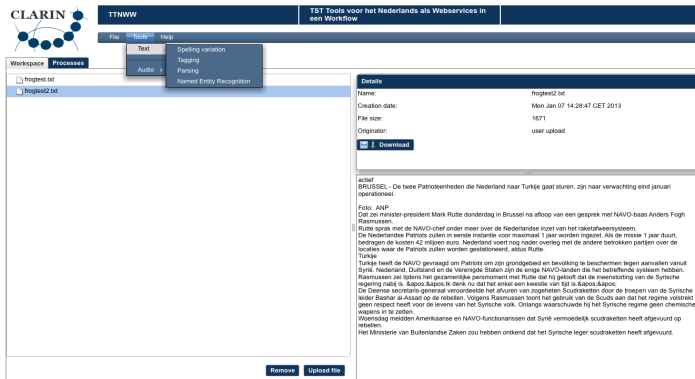 CLARIN
TTNWW
TST Tools voor het Nederlands als Webservices in
een Workflow
File Tools Help
Text
Audio
Spelling variation
Tagging
Parsing
Named Entity Recognition
Workspace Processes
frogtest.txt
frogtest2.txt
Remove Upload file
Details
Name: frogtest2.txt
Creation date: Mon Jan 07 14:28:47 CET 2013
File size: 1671
Originator: user upload
Download
actief
BRUSSEL - De twee Patrioteenheden die Nederland naar Turkije gaat sturen, zijn naar verwachting eind januari
operationeel.
Foto: ANP
Dat zei minister-president Mark Rutte donderdag in Brussel na afloop van een gesprek met NAVO-baas Anders Fogh
Rasmussen.
Rutte sprak met de NAVO-chef onder meer over de Nederlandse inzet van het raketafweersysteem.
De Nederlandse Patriots zullen in eerste instantie voor maximaal 1 jaar worden ingezet. Als de missie 1 jaar duurt,
bedragen de kosten 42 miljoen euro. Nederland voert nog nader overleg met de andere betrokken partijen over de
locaties waar de Patriots zullen worden gestationeerd, aldus Rutte.
Turkije
Turkije heeft de NAVO gevraagd om Patriots om zijn grondgebied en bevolking te beschermen tegen aanvallen vanuit
Syrië. Nederland, Duitsland en de Verenigde Staten zijn de enige NAVO-landen die het betreffende systeem hebben.
Rasmussen zei tijdens het gezamenlijke persmoment met Rutte dat hij gelooft dat de ineenstorting van de Syrische
regering nabij is. &apos;&apos;Ik denk nu dat het enkel een kwestie van tijd is.&apos;&apos;
De Deense secretaris-generaal veroordeelde het afvuren van zogeheten Scudraketten door de troepen van de Syrische
leider Bashar al-Assad op de rebellen. Volgens Rasmussen toont het gebruik van de Scuds aan dat het regime volstrekt
geen respect heeft voor de levens van het Syrische volk. Onlangs waarschuwde hij het Syrische regime geen chemische
wapens in te zetten.
Woensdag meldden Amerikaanse en NAVO-functionarissen dat Syrië vermoedelijk scudraketten heeft afgevuurd op
rebellen.
Het Ministerie van Buitenlandse Zaken zou hebben ontkend dat het Syrische leger scudraketten heeft afgevuurd.